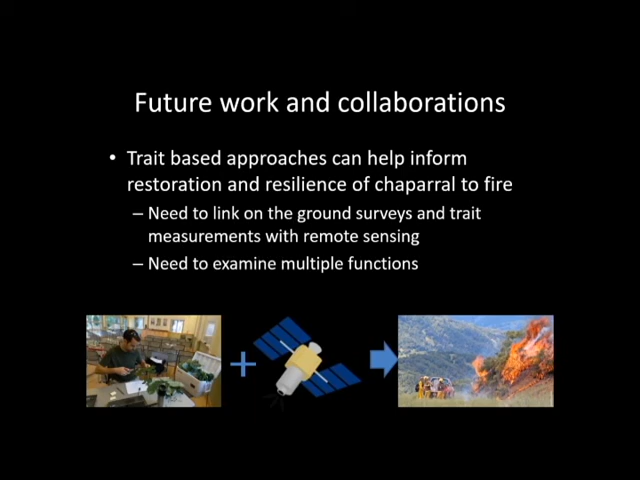 Future work and collaborations
• Trait based approaches can help inform
restoration and resilience of chaparral to fire
– Need to link on the ground surveys and trait
measurements with remote sensing
– Need to examine multiple functions